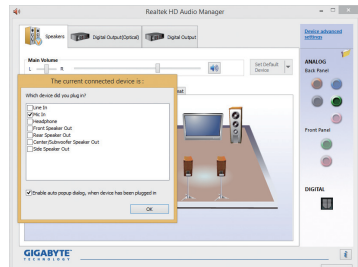 Realtek HD Audio Manager
Speakers
Digital Output(Optical)
Digital Output
Device advanced settings
Main Volume
L
R
Set Default
Device
ANALOG
Back Panel
The current connected device is :
Which device did you plug in?
Line In
Mic In
Headphone
Front Speaker Out
Rear Speaker Out
Center/Subwoofer Speaker Out
Side Speaker Out
Enable auto popup dialog, when device has been plugged in
OK
Front Panel
DIGITAL
GIGABYTE
TECHNOLOGY
i